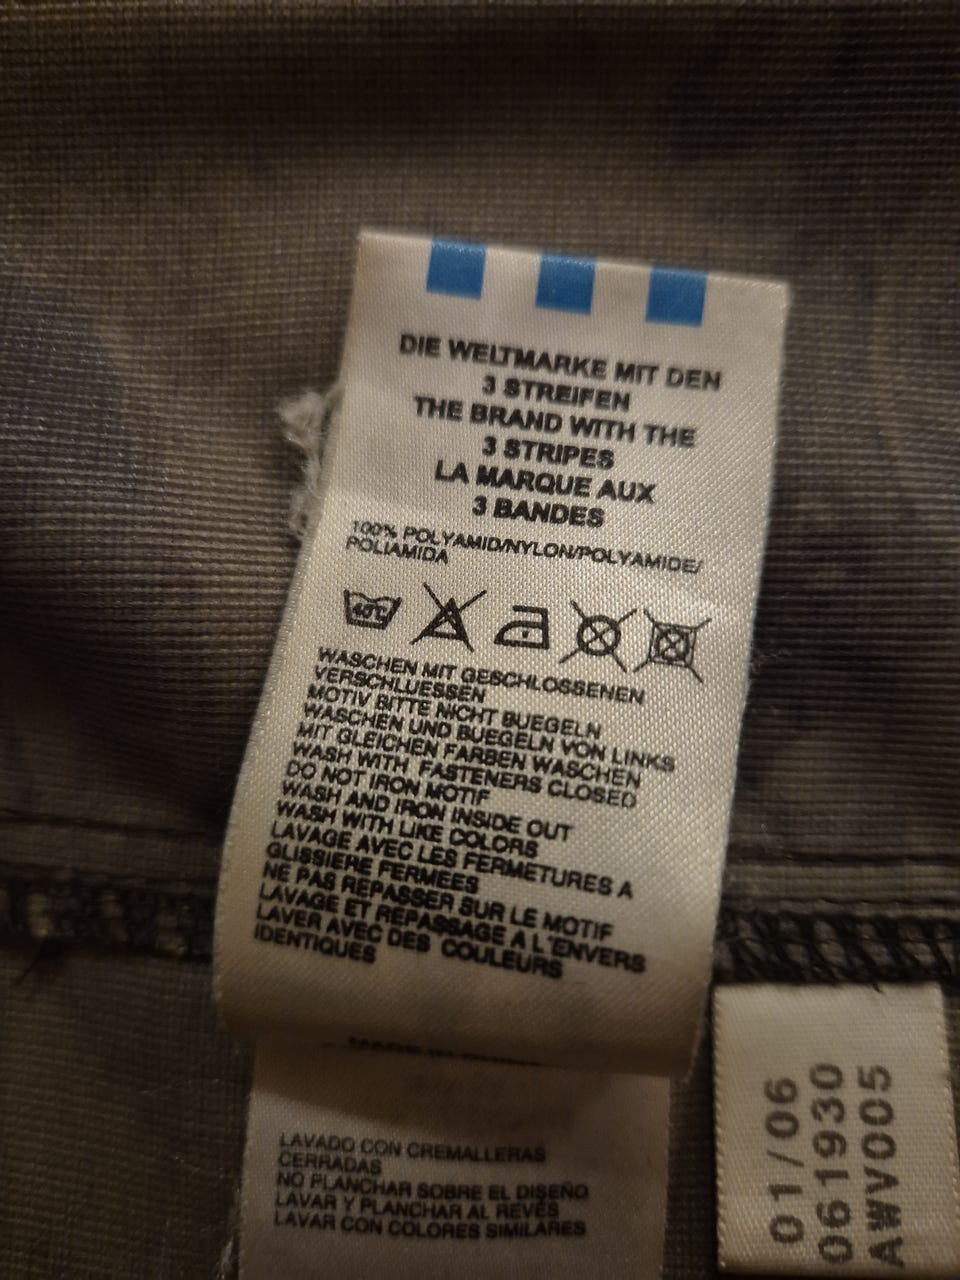 DIE WELTMARKE MIT DEN
3 STREIFEN
THE BRAND WITH THE
3 STRIPES
LA MARQUE AUX
3 BANDES
100% POLYAMID/NYLON/POLYAMIDE/
POLIAMIDA
40°C
WASCHEN MIT GESCHLOSSENEN
VERSCHLUESSEN
MOTIV BITTE NICHT BUEGELN
WASCHEN UND BUEGELN VON LINKS
MIT GLEICHEN FARBEN WASCHEN
WASH WITH FASTENERS CLOSED
DO NOT IRON MOTIF
WASH AND IRON INSIDE OUT
WASH WITH LIKE COLORS
LAVAGE AVEC LES FERMETURES A
GLISSIERE FERMEES
NE PAS REPASSER SUR LE MOTIF
LAVAGE ET REPASSAGE A L'ENVERS
LAVER AVEC DES COULEURS
IDENTIQUES
MADE IN
LAVADO CON CREMALLERAS
CERRADAS
NO PLANCHAR SOBRE EL DISEÑO
LAVAR Y PLANCHAR AL REVÉS
LAVAR CON COLORES SIMILARES
01/06
061930
AWV005